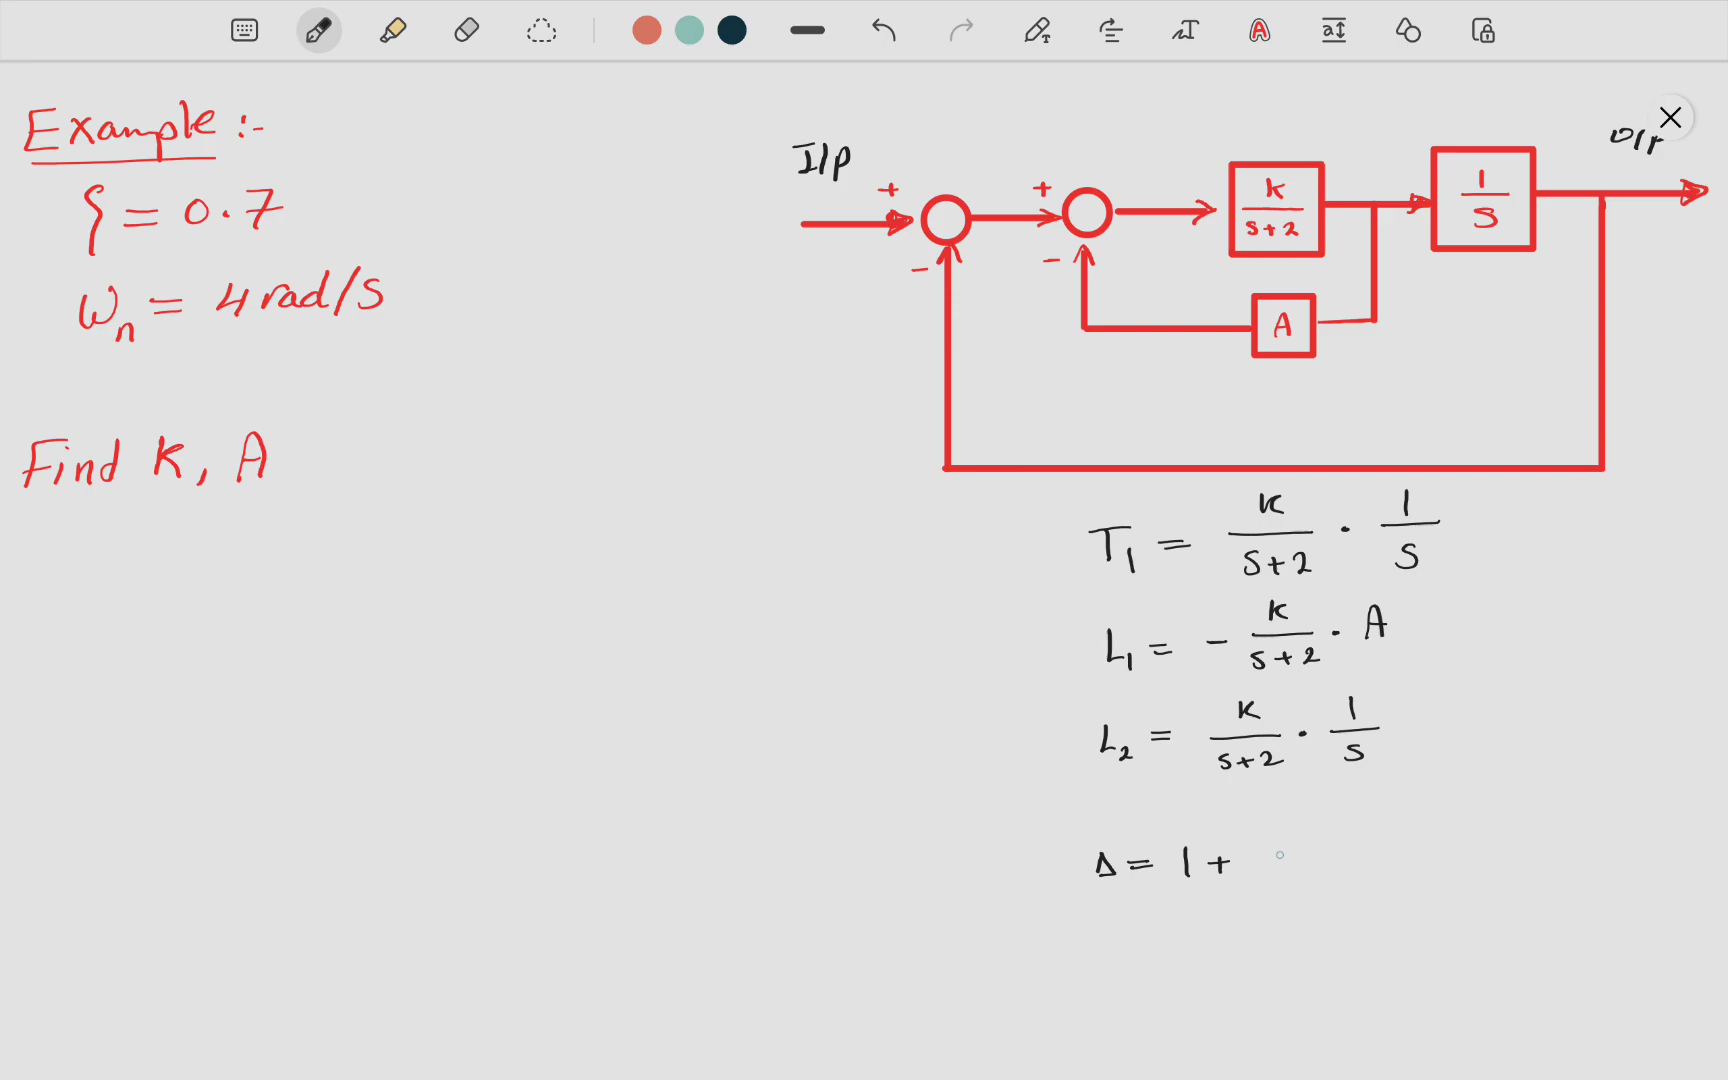 Example :-
ξ = 0.7
ωn = 4 rad/s
Find K, A
I/p
+
+
K
s+2
1
S
-
-
A
T1 = K/(S+2) · 1/S
L1 = - K/(s+2) · A
L2 = K/(s+2) · 1/s
Δ = 1 +